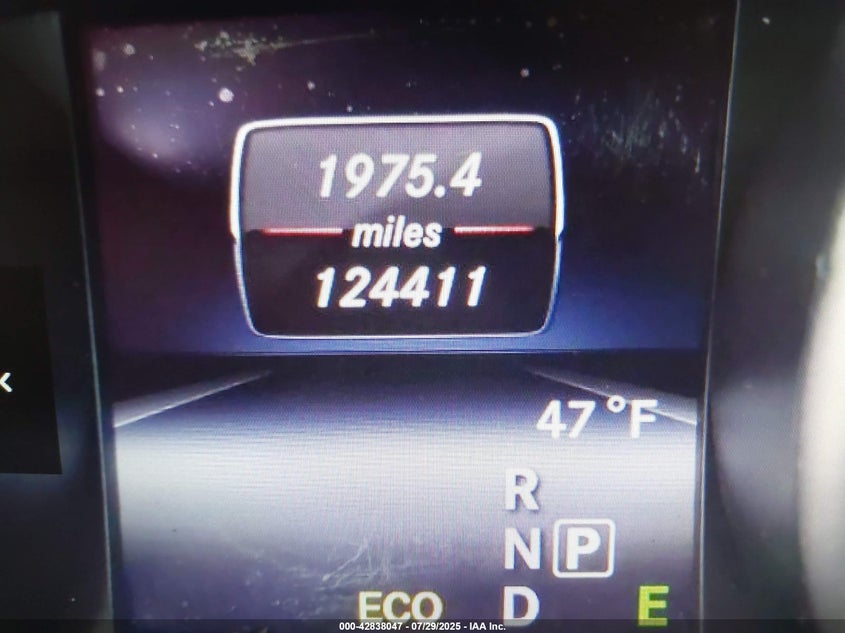 1975.4
miles
124411
47 °F
R
N P
ECO D E
000-42838047 - 07/29/2025 - IAA Inc.